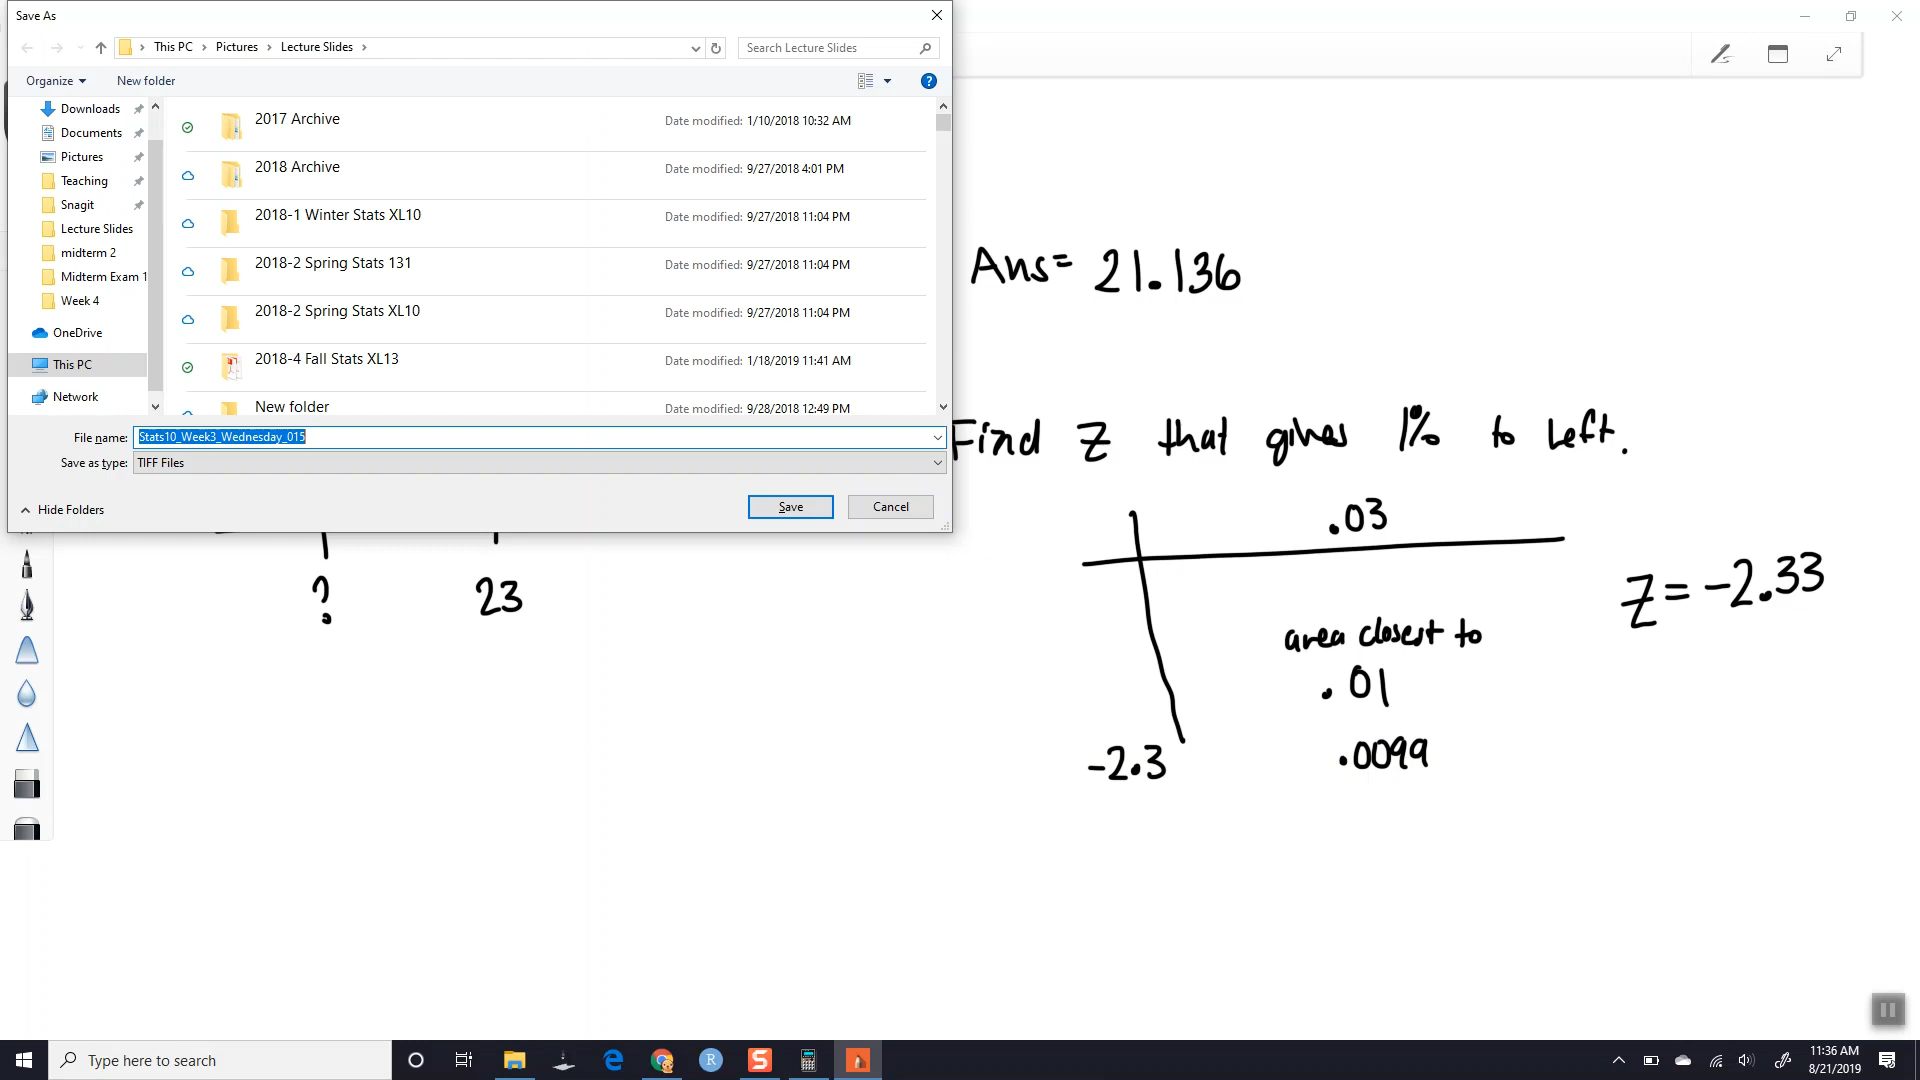 Save As
This PC > Pictures > Lecture Slides >
Search Lecture Slides
Organize
New folder
Downloads
Documents
Pictures
Teaching
Snagit
Lecture Slides
midterm 2
Midterm Exam 1
Week 4
OneDrive
This PC
Network
2017 Archive
Date modified: 1/10/2018 10:32 AM
2018 Archive
Date modified: 9/27/2018 4:01 PM
2018-1 Winter Stats XL10
Date modified: 9/27/2018 11:04 PM
2018-2 Spring Stats 131
Date modified: 9/27/2018 11:04 PM
2018-2 Spring Stats XL10
Date modified: 9/27/2018 11:04 PM
2018-4 Fall Stats XL13
Date modified: 1/18/2019 11:41 AM
New folder
Date modified: 9/28/2018 12:49 PM
File name: Stats10_Week3_Wednesday_015
Save as type: TIFF Files
Hide Folders
Save
Cancel
Ans= 21.136
Find Z that gives 1% to Left.
.03
Z= -2.33
area closest to
.01
-2.3 .0099
? 23
Type here to search
11:36 AM
8/21/2019